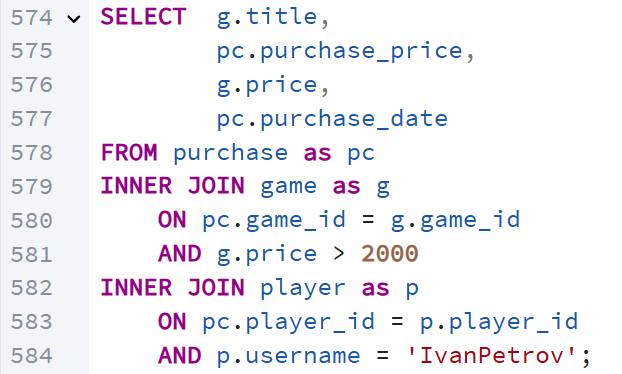 574 SELECT  g.title,
575         pc.purchase_price,
576         g.price,
577         pc.purchase_date
578 FROM purchase as pc
579 INNER JOIN game as g
580     ON pc.game_id = g.game_id
581     AND g.price > 2000
582 INNER JOIN player as p
583     ON pc.player_id = p.player_id
584     AND p.username = 'IvanPetrov';